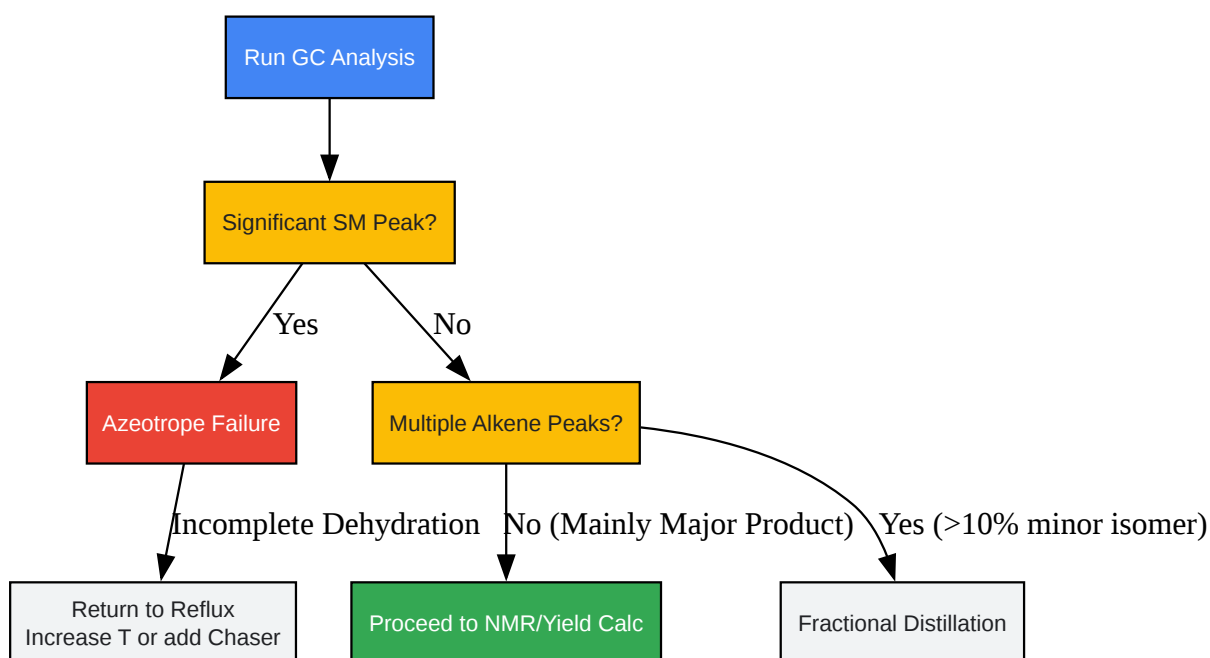 Run GC Analysis
Significant SM Peak?
Yes
No
Azeotrope Failure
Multiple Alkene Peaks?
Incomplete Dehydration
No (Mainly Major Product)
Yes (>10% minor isomer)
Return to Reflux
Increase T or add Chaser
Proceed to NMR/Yield Calc
Fractional Distillation